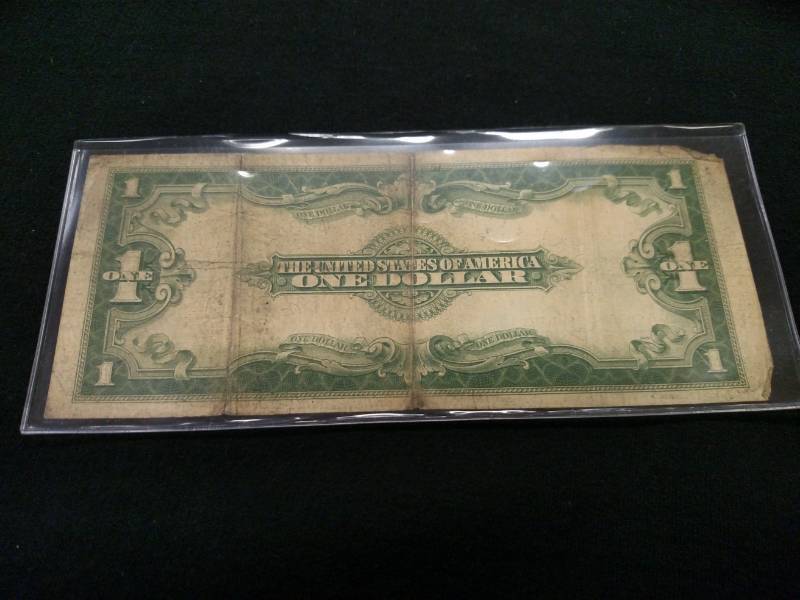 1 1
ONE DOLLAR ONE DOLLAR
1 ONE THE UNITED STATES OF AMERICA 1 ONE
ONE DOLLAR
ONE DOLLAR ONE DOLLAR
1 1